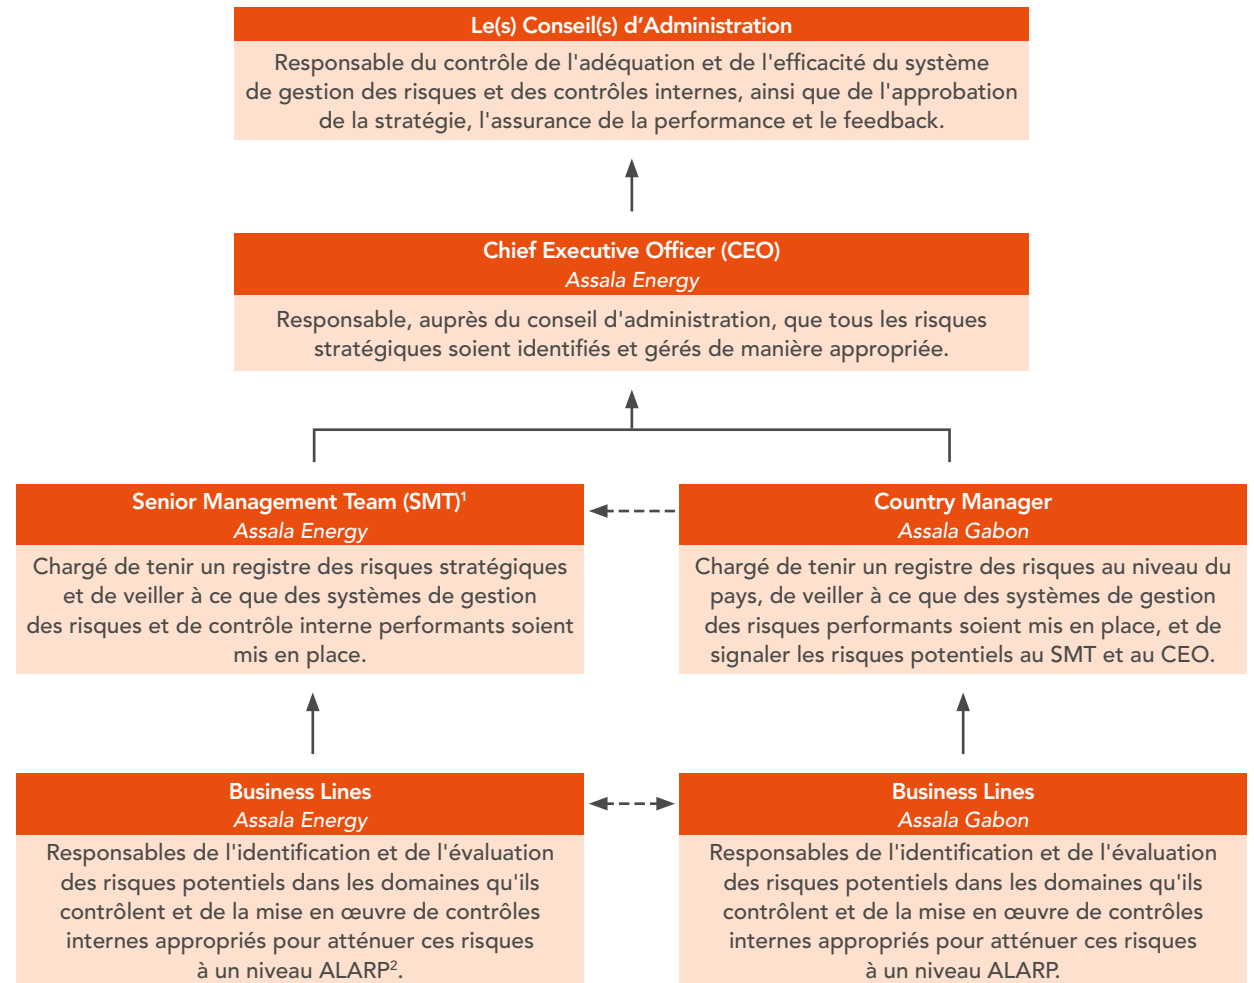 Le(s) Conseil(s) d’Administration
Responsable du contrôle de l'adéquation et de l'efficacité du système
de gestion des risques et des contrôles internes, ainsi que de l'approbation
de la stratégie, l'assurance de la performance et le feedback.
Chief Executive Officer (CEO)
Assala Energy
Responsable, auprès du conseil d'administration, que tous les risques
stratégiques soient identifiés et gérés de manière appropriée.
Senior Management Team (SMT)¹
Assala Energy
Chargé de tenir un registre des risques stratégiques
et de veiller à ce que des systèmes de gestion
des risques et de contrôle interne performants soient
mis en place.
Country Manager
Assala Gabon
Chargé de tenir un registre des risques au niveau du
pays, de veiller à ce que des systèmes de gestion
des risques performants soient mis en place, et de
signaler les risques potentiels au SMT et au CEO.
Business Lines
Assala Energy
Responsables de l'identification et de l'évaluation
des risques potentiels dans les domaines qu'ils
contrôlent et de la mise en œuvre de contrôles
internes appropriés pour atténuer ces risques
à un niveau ALARP².
Business Lines
Assala Gabon
Responsables de l'identification et de l'évaluation
des risques potentiels dans les domaines qu'ils
contrôlent et de la mise en œuvre de contrôles
internes appropriés pour atténuer ces risques
à un niveau ALARP.